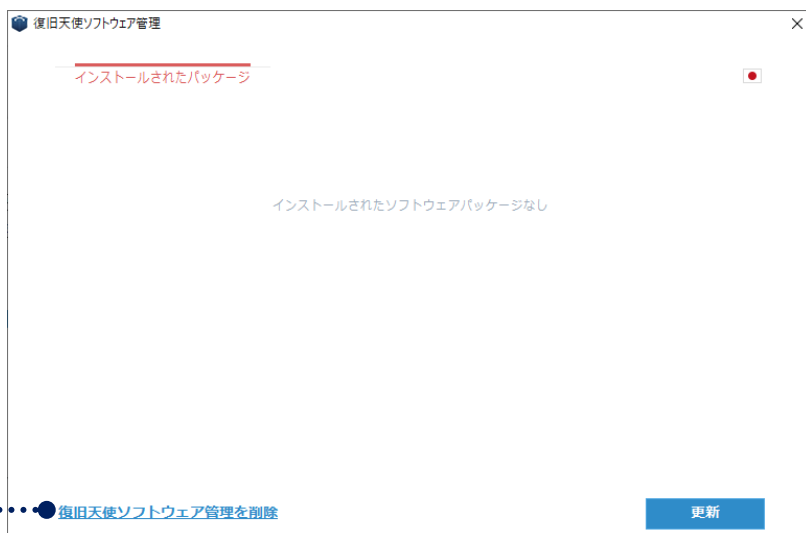 復旧天使ソフトウェア管理
インストールされたパッケージ
インストールされたソフトウェアパッケージなし
復旧天使ソフトウェア管理を削除
更新